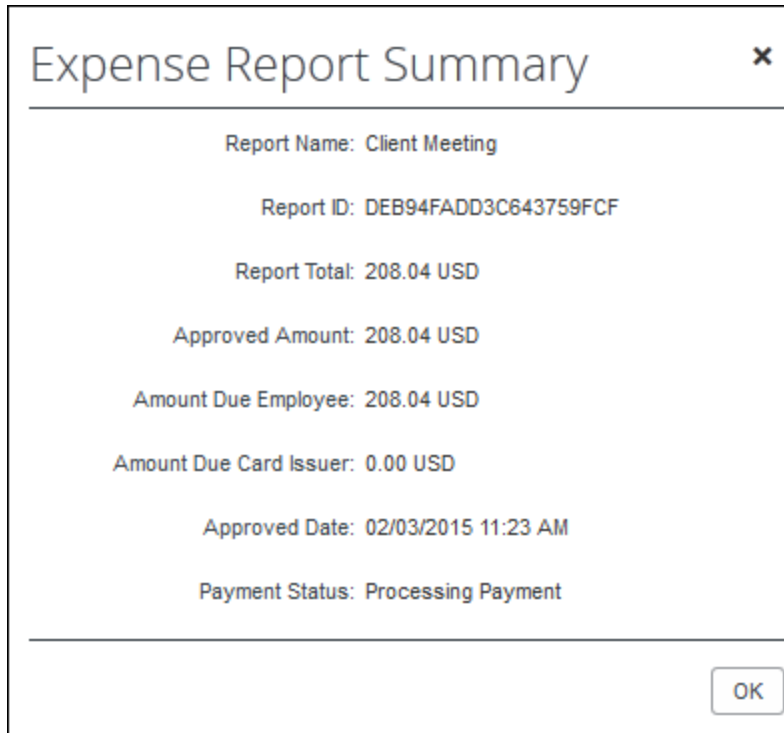 Expense Report Summary ×
Report Name: Client Meeting
Report ID: DEB94FADD3C643759FCF
Report Total: 208.04 USD
Approved Amount: 208.04 USD
Amount Due Employee: 208.04 USD
Amount Due Card Issuer: 0.00 USD
Approved Date: 02/03/2015 11:23 AM
Payment Status: Processing Payment
OK